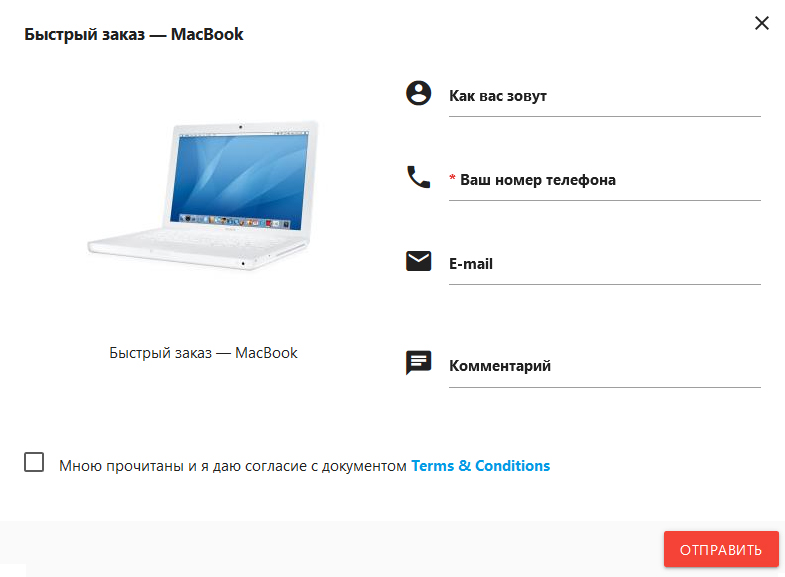 Быстрый заказ — MacBook
Как вас зовут
* Ваш номер телефона
E-mail
Быстрый заказ — MacBook
Комментарий
Мною прочитаны и я даю согласие с документом Terms & Conditions
ОТПРАВИТЬ